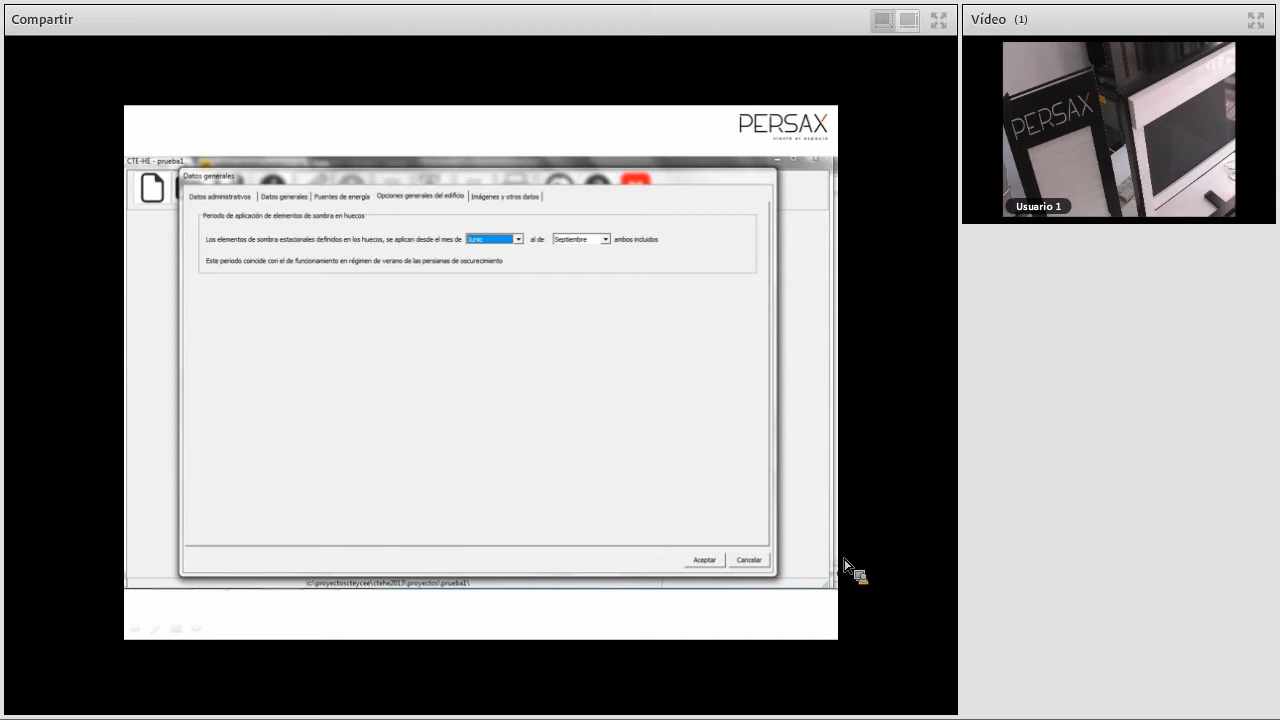 Compartir
Vídeo (1)
PERSAX
Usuario 1
PERSAX
siente el espacio
CTE-HE - prueba1
Datos generales
Datos administrativos Datos generales Fuentes de energía Opciones generales del edificio Imágenes y otros datos
Periodo de aplicación de elementos de sombra en huecos
Los elementos de sombra estacionales definidos en los huecos, se aplican desde el mes de Junio al de Septiembre ambos incluidos
Este periodo coincide con el de funcionamiento en régimen de verano de las persianas de oscurecimiento
Aceptar Cancelar
c:\proyectoscteycee\ctehe2013\proyectos\prueba1\